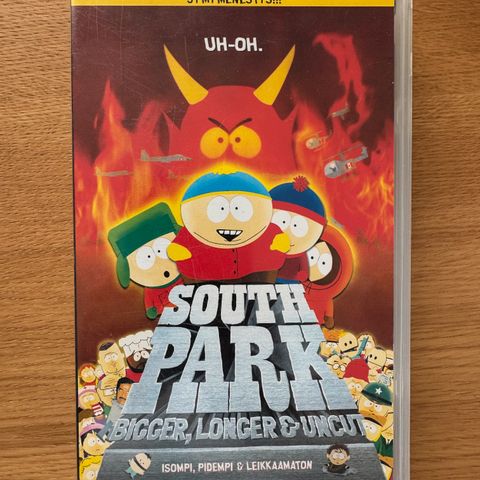 UH-OH.
SOUTH
PARK
BIGGER, LONGER & UNCUT
ISOMPI, PIDEMPI & LEIKKAAMATON